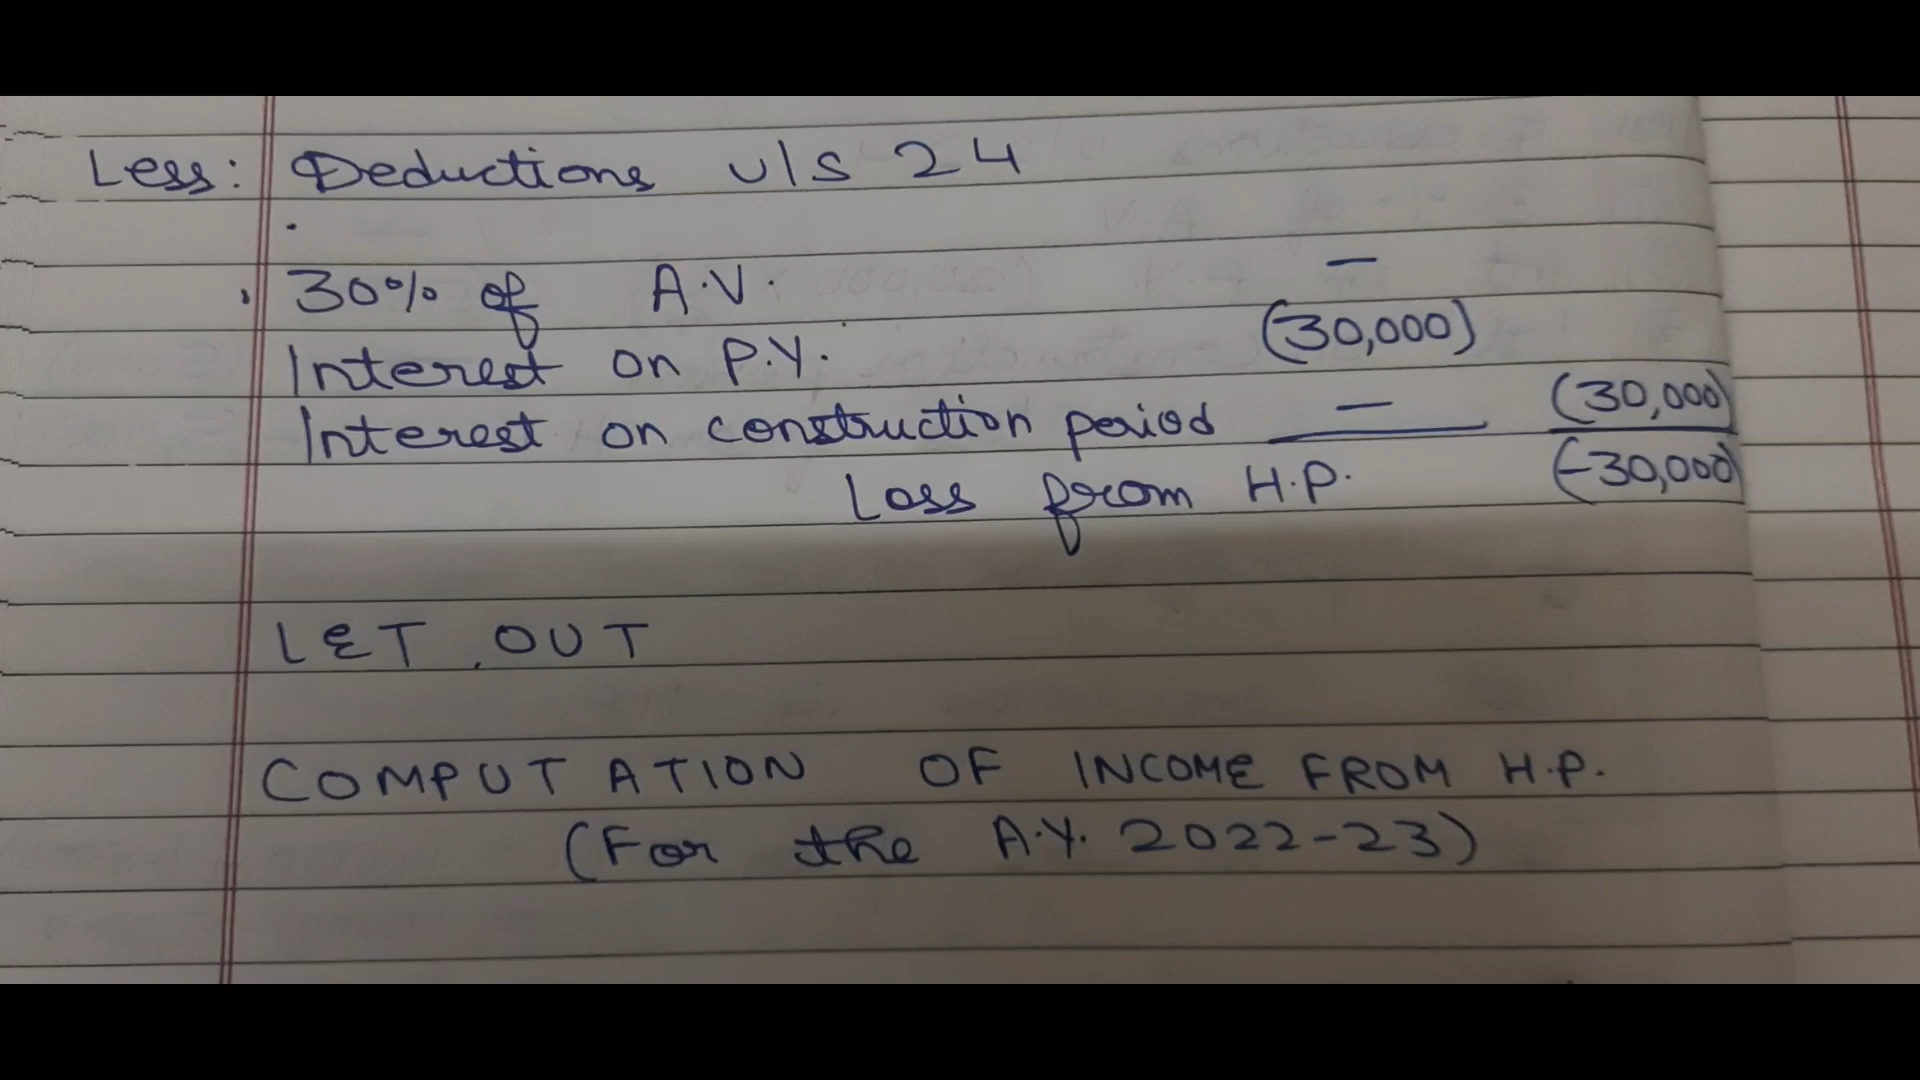 Less: Deductions u/s 24
30% of A.V. —
Interest on P.Y. (30,000)
Interest on construction period — (30,000)
Loss from H.P. (-30,000)
LET OUT
COMPUTATION OF INCOME FROM H.P.
(For the A.Y. 2022-23)